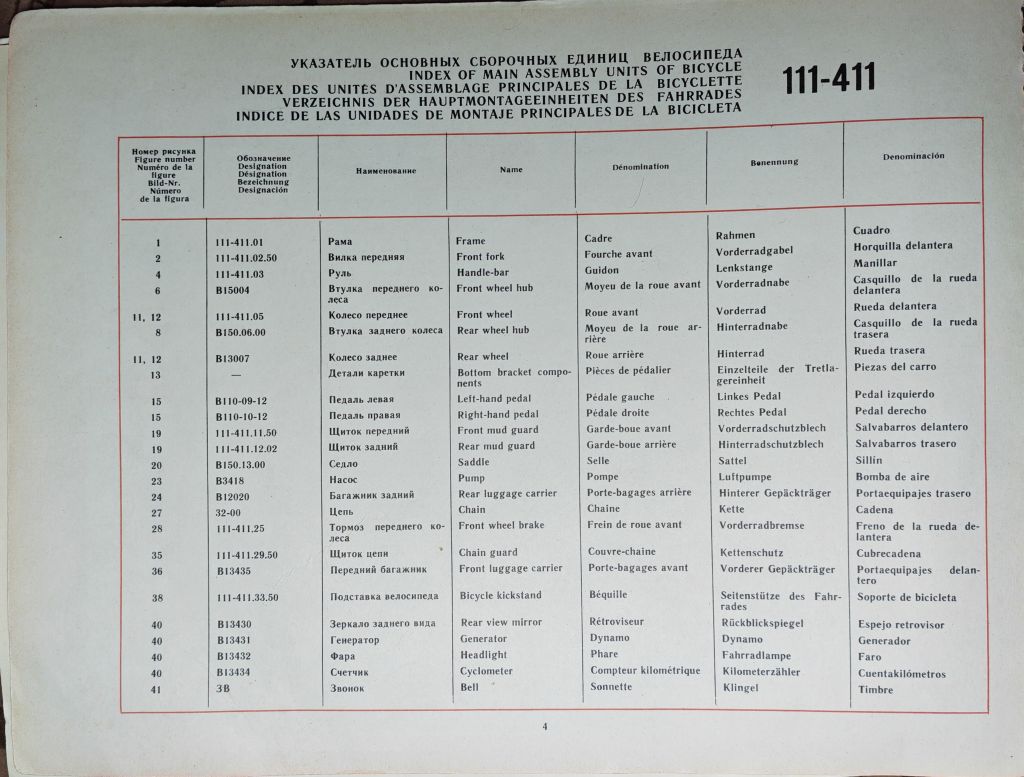 УКАЗАТЕЛЬ ОСНОВНЫХ СБОРОЧНЫХ ЕДИНИЦ ВЕЛОСИПЕДА
INDEX OF MAIN ASSEMBLY UNITS OF BICYCLE
INDEX DES UNITÉS D'ASSEMBLAGE PRINCIPALES DE LA BICYCLETTE
VERZEICHNIS DER HAUPTMONTAGEEINHEITEN DES FAHRRADES
INDICE DE LAS UNIDADES DE MONTAJE PRINCIPALES DE LA BICICLETA
111-411
Номер рисунка
Figure number
Numéro de la
figure
Bild-Nr.
Número
de la figura
Обозначение
Designation
Désignation
Bezeichnung
Designación
Наименование
Name
Dénomination
Benennung
Denominación
1 111-411.01 Рама Frame Cadre Rahmen Cuadro
2 111-411.02.50 Вилка передняя Front fork Fourche avant Vorderradgabel Horquilla delantera
4 111-411.03 Руль Handle-bar Guidon Lenkstange Manillar
6 B15004 Втулка переднего ко- Front wheel hub Moyeu de la roue avant Vorderradnabe Casquillo de la rueda
леса delantera
11, 12 111-411.05 Колесо переднее Front wheel Roue avant Vorderrad Rueda delantera
8 B150.06.00 Втулка заднего колеса Rear wheel hub Moyeu de la roue ar- Hinterradnabe Casquillo de la rueda
rière trasera
11, 12 B13007 Колесо заднее Rear wheel Roue arrière Hinterrad Rueda trasera
13 — Детали каретки Bottom bracket compo- Pièces de pédalier Einzelteile der Tretla- Piezas del carro
nents gereinheit
15 B110-09-12 Педаль левая Left-hand pedal Pédale gauche Linkes Pedal Pedal izquierdo
15 B110-10-12 Педаль правая Right-hand pedal Pédale droite Rechtes Pedal Pedal derecho
19 111-411.11.50 Щиток передний Front mud guard Garde-boue avant Vorderradschutzblech Salvabarros delantero
19 111-411.12.02 Щиток задний Rear mud guard Garde-boue arrière Hinterradschutzblech Salvabarros trasero
20 B150.13.00 Седло Saddle Selle Sattel Sillín
23 B3418 Насос Pump Pompe Luftpumpe Bomba de aire
24 B12020 Багажник задний Rear luggage carrier Porte-bagages arrière Hinterer Gepäckträger Portaequipajes trasero
27 32-00 Цепь Chain Chaine Kette Cadena
28 111-411.25 Тормоз переднего ко- Front wheel brake Frein de roue avant Vorderradbremse Freno de la rueda de-
леса lantera
35 111-411.29.50 Щиток цепи Chain guard Couvre-chaine Kettenschutz Cubrecadena
36 B13435 Передний багажник Front luggage carrier Porte-bagages avant Vorderer Gepäckträger Portaequipajes delan-
tero
38 111-411.33.50 Подставка велосипеда Bicycle kickstand Béquille Seitenstütze des Fahr- Soporte de bicicleta
rades
40 B13430 Зеркало заднего вида Rear view mirror Rétroviseur Rückblickspiegel Espejo retrovisor
40 B13431 Генератор Generator Dynamo Dynamo Generador
40 B13432 Фара Headlight Phare Fahrradlampe Faro
40 B13434 Счетчик Cyclometer Compteur kilométrique Kilometerzähler Cuentakilómetros
41 3B Звонок Bell Sonnette Klingel Timbre
4